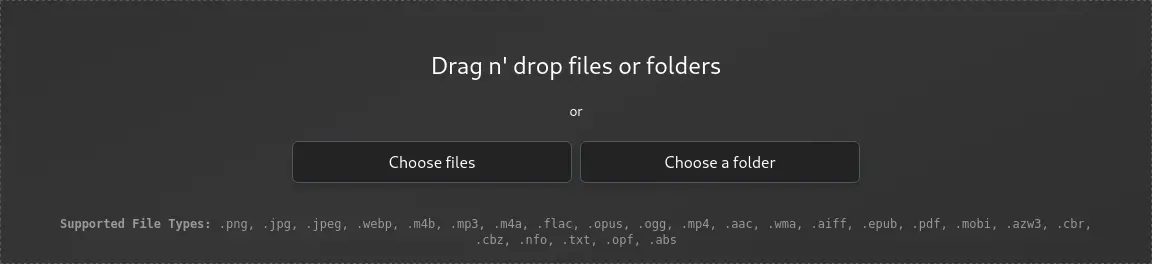 Drag n' drop files or folders
or
Choose files
Choose a folder
Supported File Types: .png, .jpg, .jpeg, .webp, .m4b, .mp3, .m4a, .flac, .opus, .ogg, .mp4, .aac, .wma, .aiff, .epub, .pdf, .mobi, .azw3, .cbr,
.cbz, .nfo, .txt, .opf, .abs